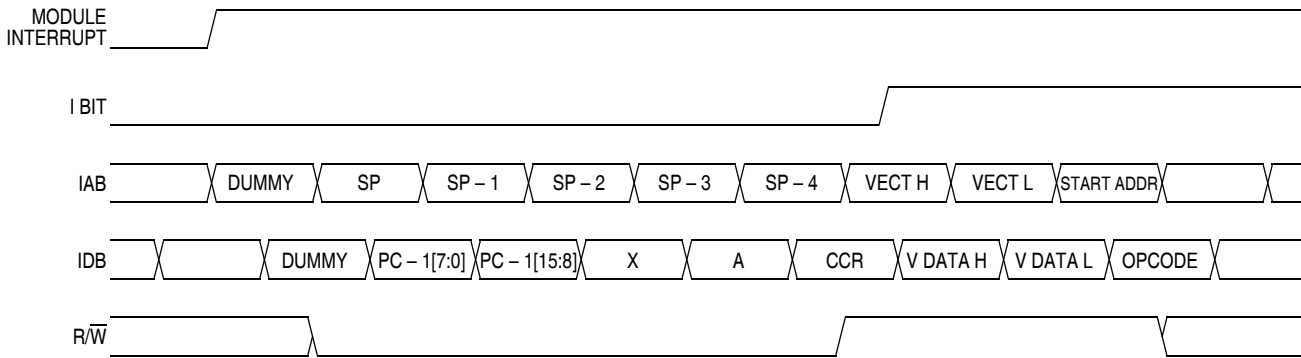 MODULE
INTERRUPT
I BIT
IAB DUMMY SP SP – 1 SP – 2 SP – 3 SP – 4 VECT H VECT L START ADDR
IDB DUMMY PC – 1[7:0] PC – 1[15:8] X A CCR V DATA H V DATA L OPCODE
R/W̅